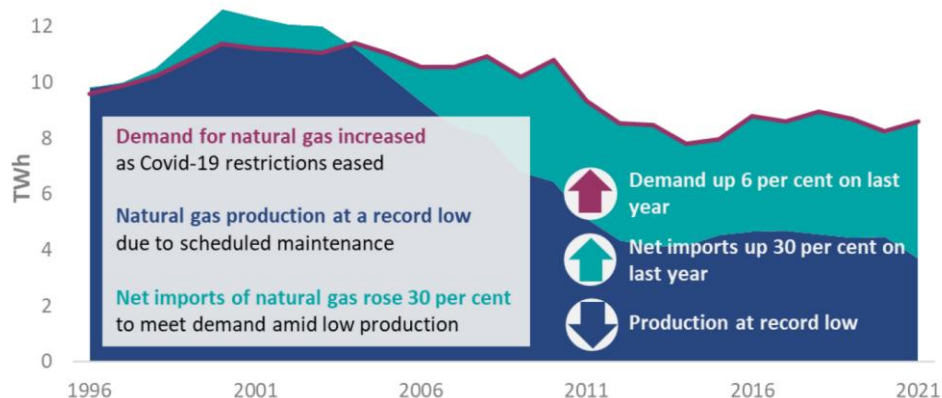 12
10
8
6
4
2
0
TWh
Demand for natural gas increased
as Covid-19 restrictions eased
Natural gas production at a record low
due to scheduled maintenance
Net imports of natural gas rose 30 per cent
to meet demand amid low production
Demand up 6 per cent on last
year
Net imports up 30 per cent on
last year
Production at record low
1996
2001
2006
2011
2016
2021